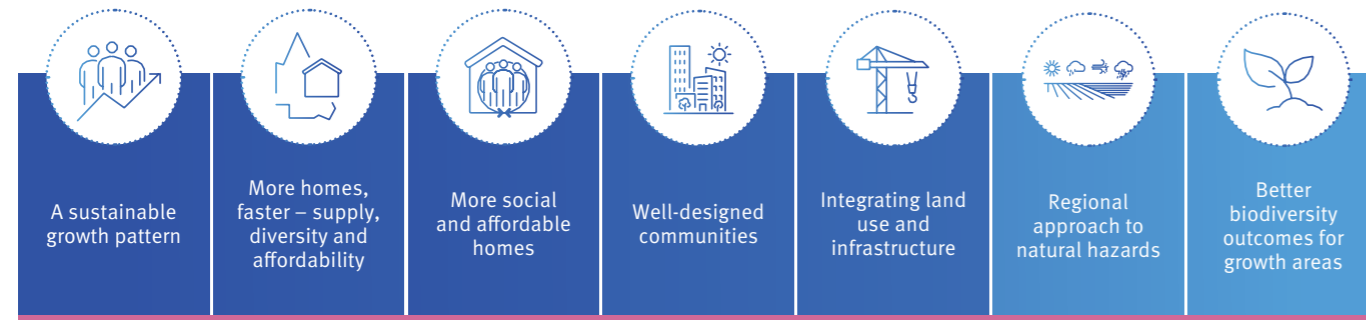 A sustainable
growth pattern
More homes,
faster – supply,
diversity and
affordability
More social
and affordable
homes
Well-designed
communities
Integrating land
use and
infrastructure
Regional
approach to
natural hazards
Better
biodiversity
outcomes for
growth areas